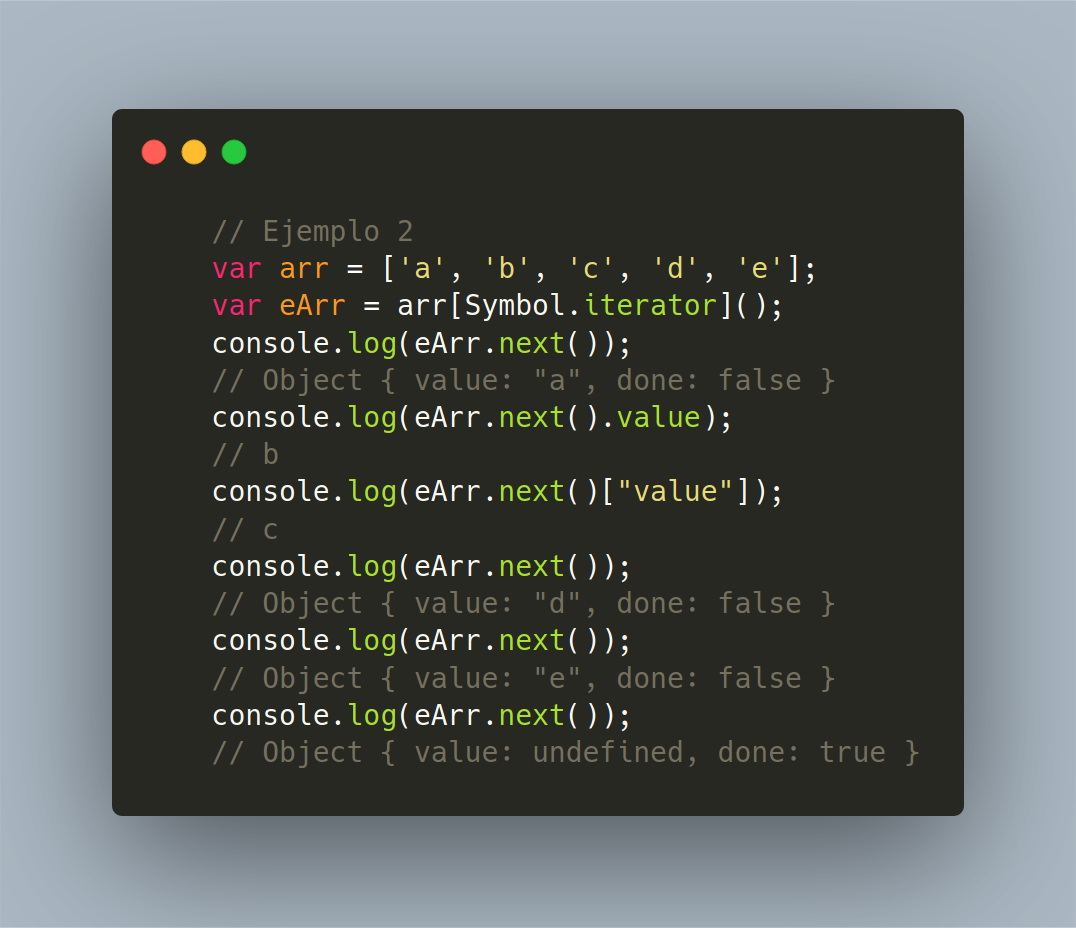 // Ejemplo 2
var arr = ['a', 'b', 'c', 'd', 'e'];
var eArr = arr[Symbol.iterator]();
console.log(eArr.next());
// Object { value: "a", done: false }
console.log(eArr.next().value);
// b
console.log(eArr.next()["value"]);
// c
console.log(eArr.next());
// Object { value: "d", done: false }
console.log(eArr.next());
// Object { value: "e", done: false }
console.log(eArr.next());
// Object { value: undefined, done: true }